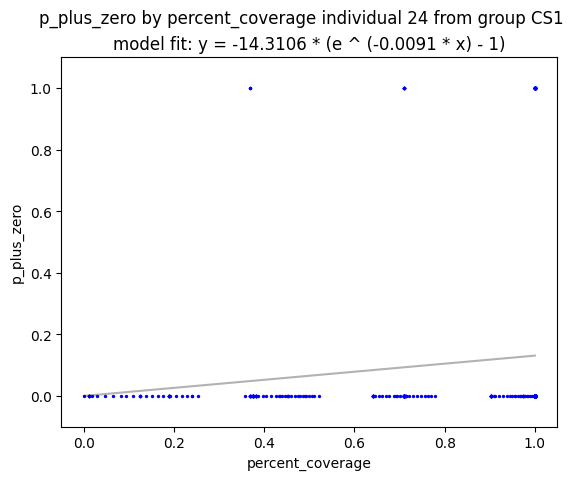 p_plus_zero by percent_coverage individual 24 from group CS1
model fit: y = -14.3106 * (e ^ (-0.0091 * x) - 1)
1.0
0.8
0.6
0.4
0.2
0.0
p_plus_zero
0.0 0.2 0.4 0.6 0.8 1.0
percent_coverage